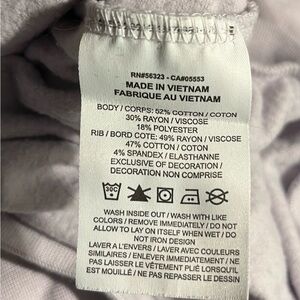 RN#56323 - CA#05553
MADE IN VIETNAM
FABRIQUE AU VIETNAM
BODY / CORPS: 52% COTTON / COTON
30% RAYON / VISCOSE
18% POLYESTER
RIB / BORD COTE: 49% RAYON / VISCOSE
47% COTTON / COTON
4% SPANDEX / ELASTHANNE
EXCLUSIVE OF DECORATION /
DECORATION NON COMPRISE
30C
WASH INSIDE OUT / WASH WITH LIKE
COLORS / REMOVE IMMEDIATELY / DO NOT
ALLOW TO LAY ON ITSELF WHEN WET / DO
NOT IRON DESIGN
LAVER A L'ENVERS / LAVER AVEC COULEURS
SIMILAIRES / ENLEVER IMMEDIATEMENT / NE
PAS LAISSER LE VÊTEMENT PLIÉ LORSQU'IL
EST MOUILLÉ / NE PAS REPASSER LE DESSIN